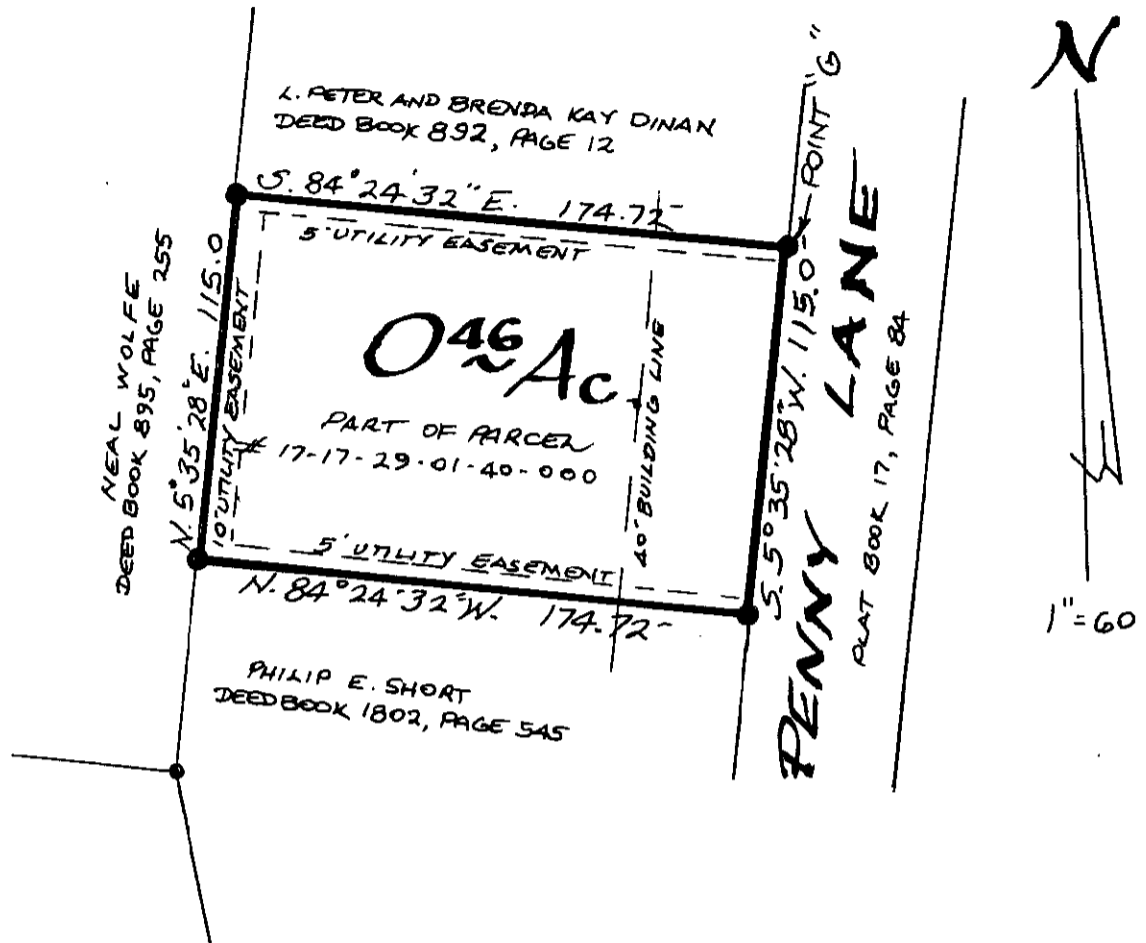 N
L. PETER AND BRENDA KAY DINAN
DEED BOOK 892, PAGE 12
POINT "G"
S. 84°24'32" E. 174.72'
5' UTILITY EASEMENT
NEAL WOLFE
DEED BOOK 895, PAGE 255
N. 5°35'28" E. 115.0
10' UTILITY EASEMENT
0 46 Ac.
PART OF PARCEL
# 17-17-29-01-40-000
40' BUILDING LINE
S. 5°35'28" W. 115.0'
PENNY LANE
PLAT BOOK 17, PAGE 84
1"=60
5' UTILITY EASEMENT
N. 84°24'32" W. 174.72'
PHILIP E. SHORT
DEED BOOK 1802, PAGE 545